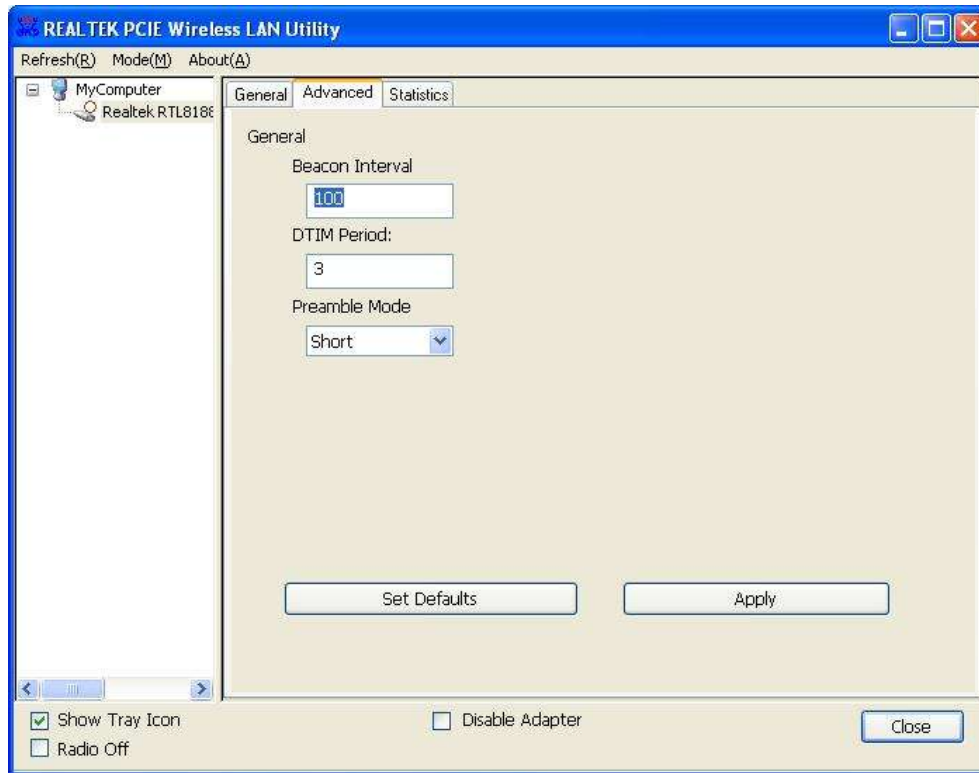 REALTEK PCIE Wireless LAN Utility
Refresh(R) Mode(M) About(A)
MyComputer
Realtek RTL8188
General Advanced Statistics
General
Beacon Interval
100
DTIM Period:
3
Preamble Mode
Short
Set Defaults Apply
Show Tray Icon Disable Adapter Close
Radio Off